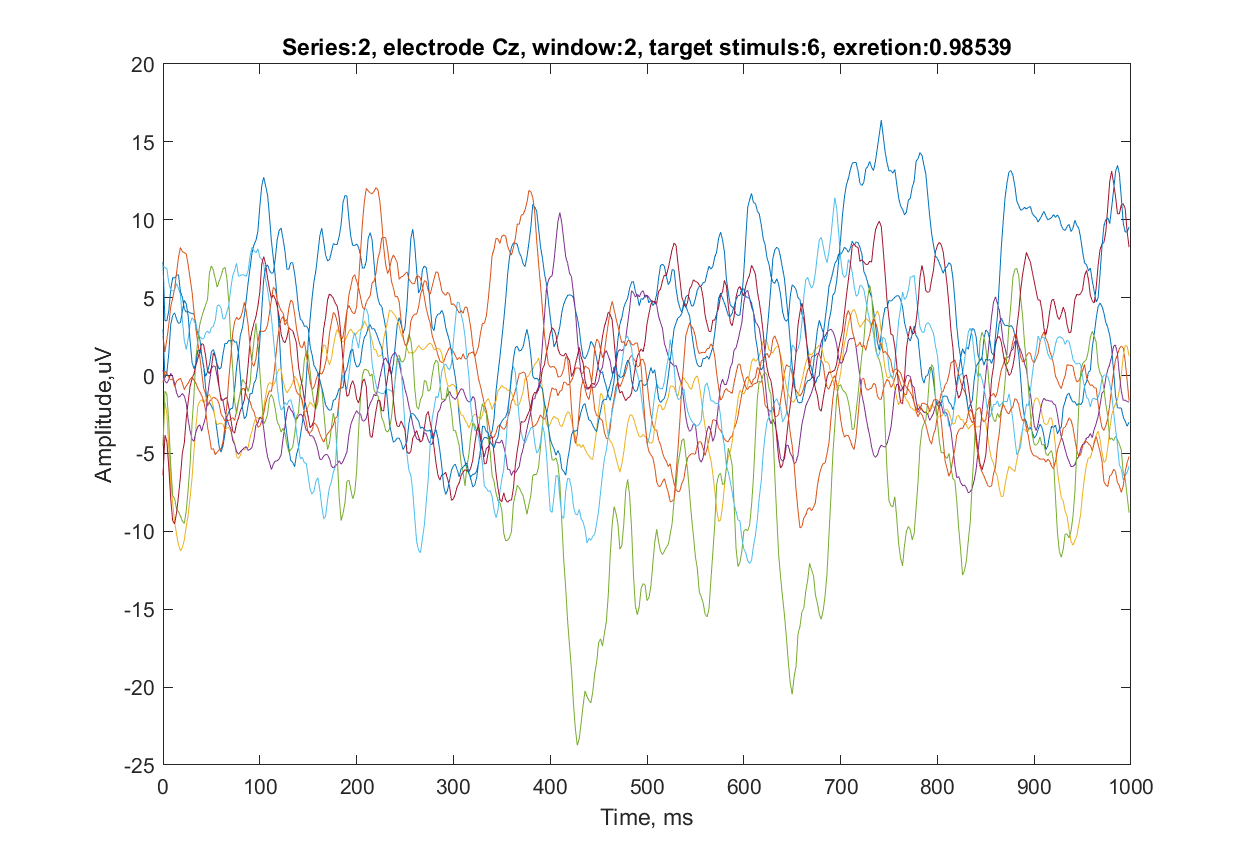 Series:2, electrode Cz, window:2, target stimuls:6, exretion:0.98539
20
15
10
5
0
-5
-10
-15
-20
-25
Amplitude,uV
0 100 200 300 400 500 600 700 800 900 1000
Time, ms